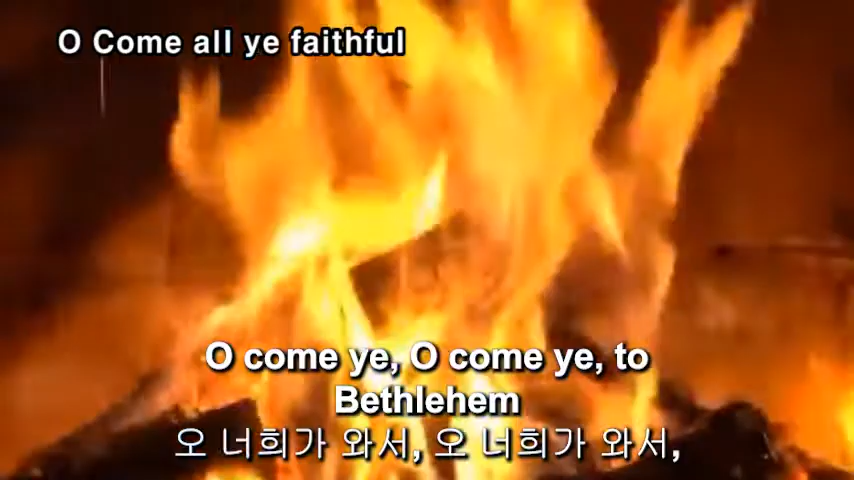 O Come all ye faithful
O come ye, O come ye, to
Bethlehem
오 너희가 와서, 오 너희가 와서,